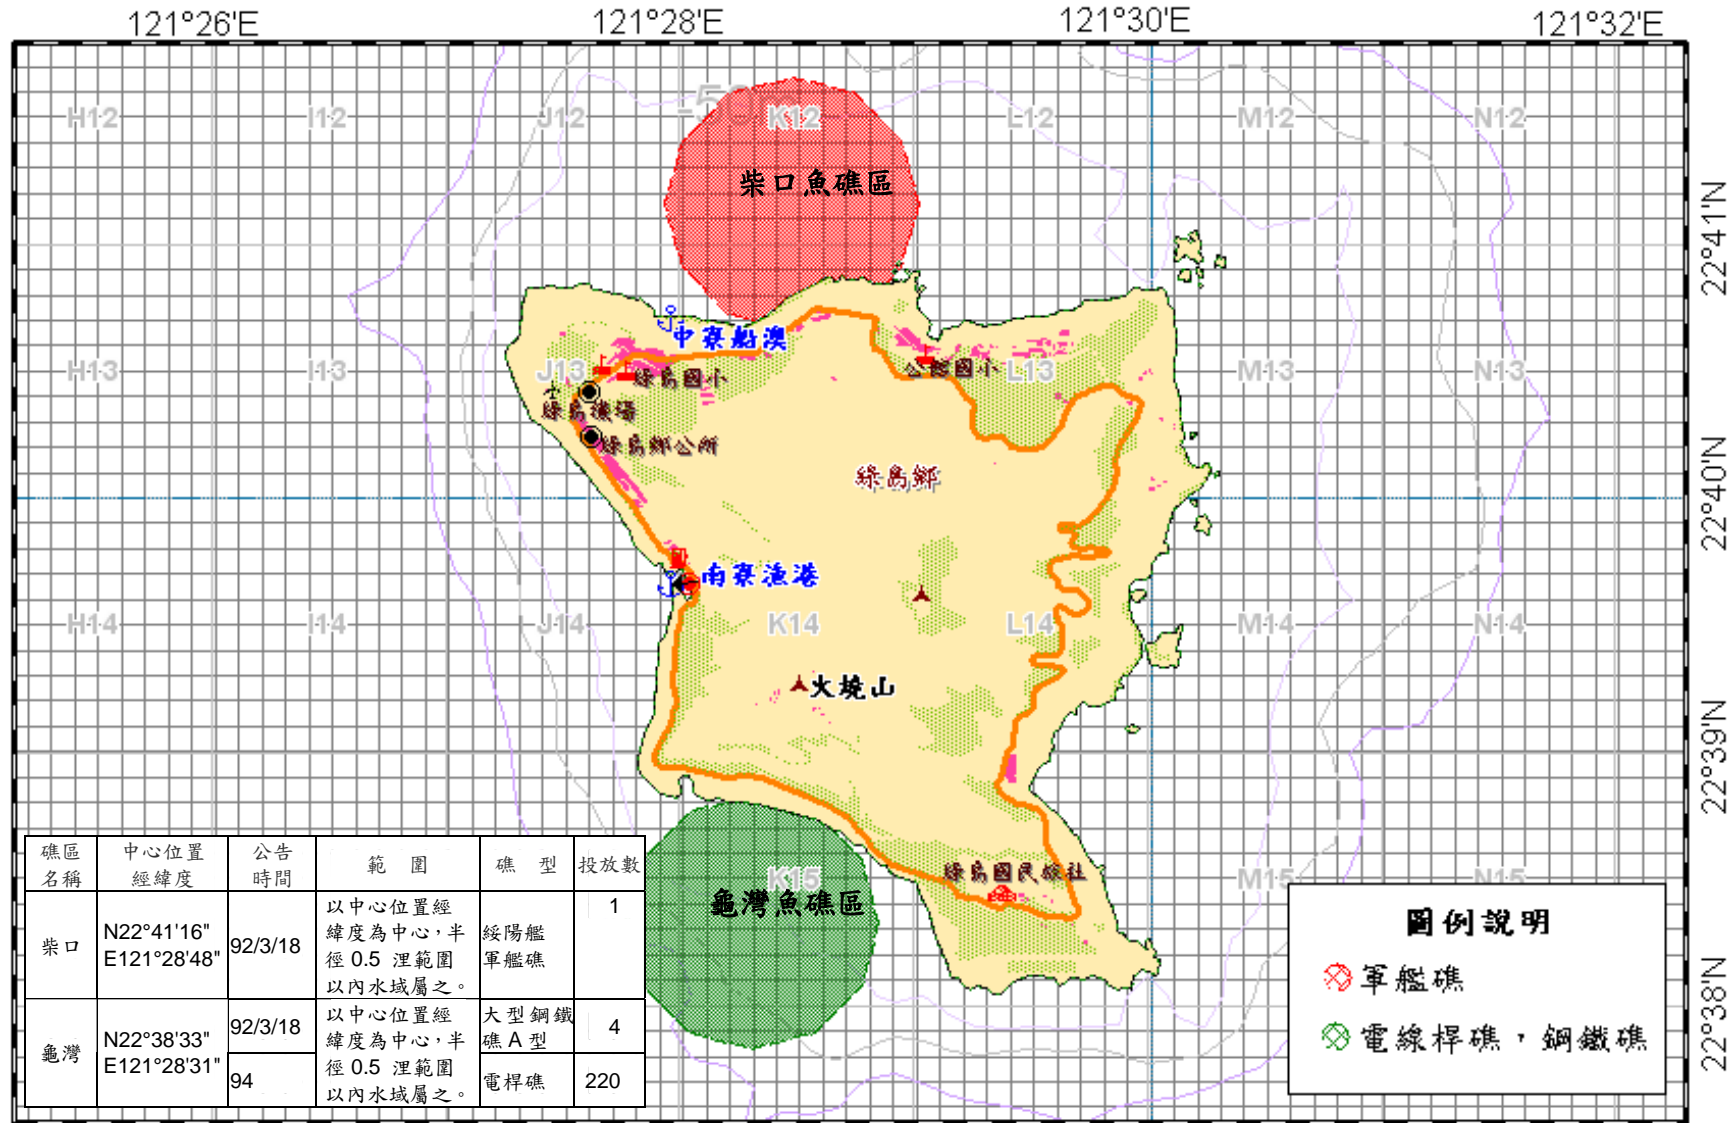 121°26'E 121°28'E 121°30'E 121°32'E
-50
H12 I12 J12 K12 L12 M12 N12
柴口魚礁區
22°41'N
中寮船澳
H13 I13 J13 L13 M13 N13
綠島國小
公館國小
綠島機場
綠島鄉公所
綠島鄉
22°40'N
南寮漁港
H14 I14 J14 K14 L14 M14 N14
火燒山
22°39'N
綠島國民旅社
K15 M15 N15
龜灣魚礁區
22°38'N
礁區
名稱
中心位置
經緯度
公告
時間
範 圍
礁 型
投放數
柴口
N22°41'16"
E121°28'48"
92/3/18
以中心位置經
緯度為中心，半
徑 0.5 浬範圍
以內水域屬之。
綏陽艦
軍艦礁
1
龜灣
N22°38'33"
E121°28'31"
92/3/18
94
以中心位置經
緯度為中心，半
徑 0.5 浬範圍
以內水域屬之。
大型鋼鐵
礁 A 型
4
電桿礁
220
圖例說明
軍艦礁
電線桿礁，鋼鐵礁